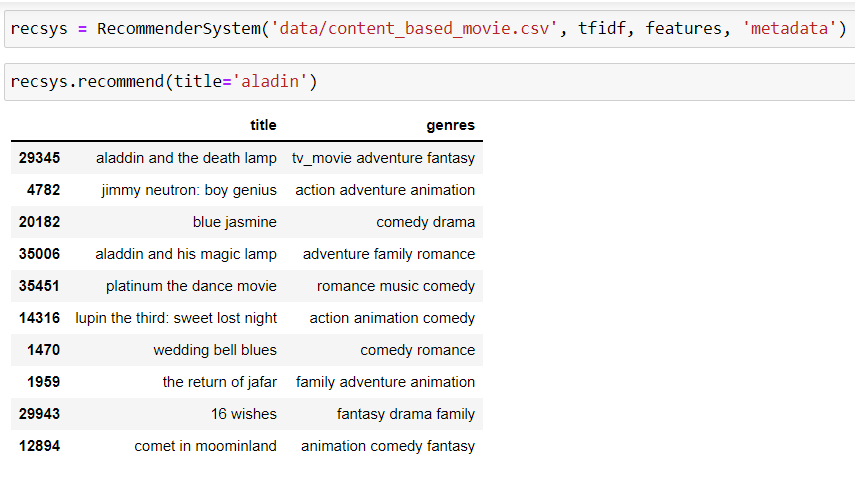 recsys = RecommenderSystem('data/content_based_movie.csv', tfidf, features, 'metadata')
recsys.recommend(title='aladin')
title genres
29345 aladdin and the death lamp tv_movie adventure fantasy
4782 jimmy neutron: boy genius action adventure animation
20182 blue jasmine comedy drama
35006 aladdin and his magic lamp adventure family romance
35451 platinum the dance movie romance music comedy
14316 lupin the third: sweet lost night action animation comedy
1470 wedding bell blues comedy romance
1959 the return of jafar family adventure animation
29943 16 wishes fantasy drama family
12894 comet in moominland animation comedy fantasy